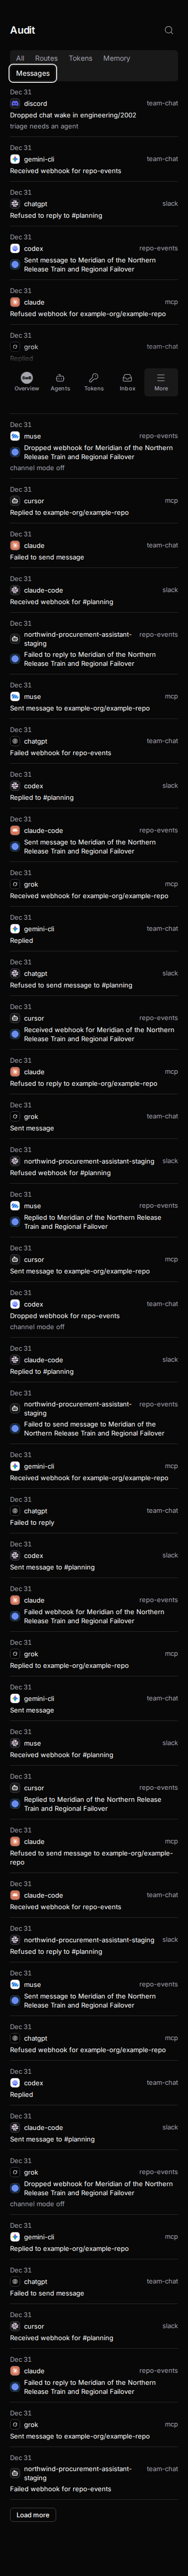 Audit
All Routes Tokens Memory
Messages
Dec 31
discord team-chat
Dropped chat wake in engineering/2002
triage needs an agent
Dec 31
gemini-cli team-chat
Received webhook for repo-events
Dec 31
chatgpt slack
Refused to reply to #planning
Dec 31
codex repo-events
Sent message to Meridian of the Northern
Release Train and Regional Failover
Dec 31
claude mcp
Refused webhook for example-org/example-repo
Dec 31
grok team-chat
Replied
Overview Agents Tokens Inbox More
Dec 31
muse repo-events
Dropped webhook for Meridian of the Northern
Release Train and Regional Failover
channel mode off
Dec 31
cursor mcp
Replied to example-org/example-repo
Dec 31
claude team-chat
Failed to send message
Dec 31
claude-code slack
Received webhook for #planning
Dec 31
northwind-procurement-assistant- repo-events
staging
Failed to reply to Meridian of the Northern
Release Train and Regional Failover
Dec 31
muse mcp
Sent message to example-org/example-repo
Dec 31
chatgpt team-chat
Failed webhook for repo-events
Dec 31
codex slack
Replied to #planning
Dec 31
claude-code repo-events
Sent message to Meridian of the Northern
Release Train and Regional Failover
Dec 31
grok mcp
Received webhook for example-org/example-repo
Dec 31
gemini-cli team-chat
Replied
Dec 31
chatgpt slack
Refused to send message to #planning
Dec 31
cursor repo-events
Received webhook for Meridian of the Northern
Release Train and Regional Failover
Dec 31
claude mcp
Refused to reply to example-org/example-repo
Dec 31
grok team-chat
Sent message
Dec 31
northwind-procurement-assistant-staging slack
Refused webhook for #planning
Dec 31
muse repo-events
Replied to Meridian of the Northern Release
Train and Regional Failover
Dec 31
cursor mcp
Sent message to example-org/example-repo
Dec 31
codex team-chat
Dropped webhook for repo-events
channel mode off
Dec 31
claude-code slack
Replied to #planning
Dec 31
northwind-procurement-assistant- repo-events
staging
Failed to send message to Meridian of the
Northern Release Train and Regional Failover
Dec 31
gemini-cli mcp
Received webhook for example-org/example-repo
Dec 31
chatgpt team-chat
Failed to reply
Dec 31
codex slack
Sent message to #planning
Dec 31
claude repo-events
Failed webhook for Meridian of the Northern
Release Train and Regional Failover
Dec 31
grok mcp
Replied to example-org/example-repo
Dec 31
gemini-cli team-chat
Sent message
Dec 31
muse slack
Received webhook for #planning
Dec 31
cursor repo-events
Replied to Meridian of the Northern Release
Train and Regional Failover
Dec 31
claude mcp
Refused to send message to example-org/example-
repo
Dec 31
claude-code team-chat
Received webhook for repo-events
Dec 31
northwind-procurement-assistant-staging slack
Refused to reply to #planning
Dec 31
muse repo-events
Sent message to Meridian of the Northern
Release Train and Regional Failover
Dec 31
chatgpt mcp
Refused webhook for example-org/example-repo
Dec 31
codex team-chat
Replied
Dec 31
claude-code slack
Sent message to #planning
Dec 31
grok repo-events
Dropped webhook for Meridian of the Northern
Release Train and Regional Failover
channel mode off
Dec 31
gemini-cli mcp
Replied to example-org/example-repo
Dec 31
chatgpt team-chat
Failed to send message
Dec 31
cursor slack
Received webhook for #planning
Dec 31
claude repo-events
Failed to reply to Meridian of the Northern
Release Train and Regional Failover
Dec 31
grok mcp
Sent message to example-org/example-repo
Dec 31
northwind-procurement-assistant- team-chat
staging
Failed webhook for repo-events
Load more